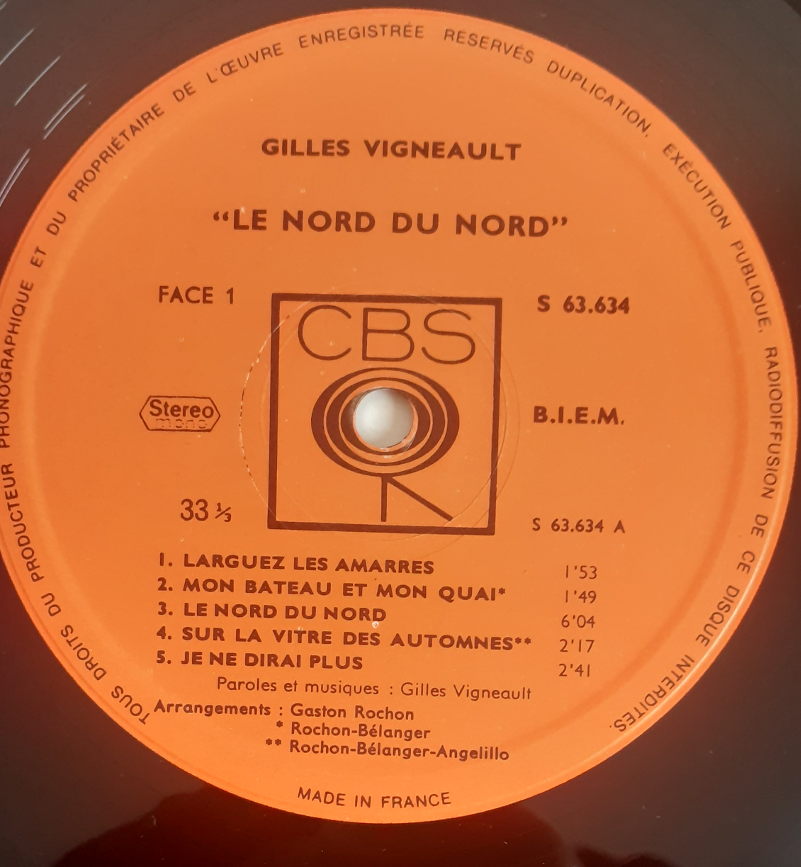 TOUS DROITS DU PRODUCTEUR PHONOGRAPHIQUE ET DU PROPRIÉTAIRE DE L'ŒUVRE ENREGISTRÉE RESERVÉS DUPLICATION, EXÉCUTION PUBLIQUE, RADIODIFFUSION DE CE DISQUE INTERDITES.
GILLES VIGNEAULT
“LE NORD DU NORD”
FACE 1
S 63.634
CBS
Stereo
mono
B.I.E.M.
33 1/3
S 63.634 A
1. LARGUEZ LES AMARRES 1'53
2. MON BATEAU ET MON QUAI* 1'49
3. LE NORD DU NORD 6'04
4. SUR LA VITRE DES AUTOMNES** 2'17
5. JE NE DIRAI PLUS 2'41
Paroles et musiques : Gilles Vigneault
Arrangements : Gaston Rochon
* Rochon-Bélanger
** Rochon-Bélanger-Angelillo
MADE IN FRANCE